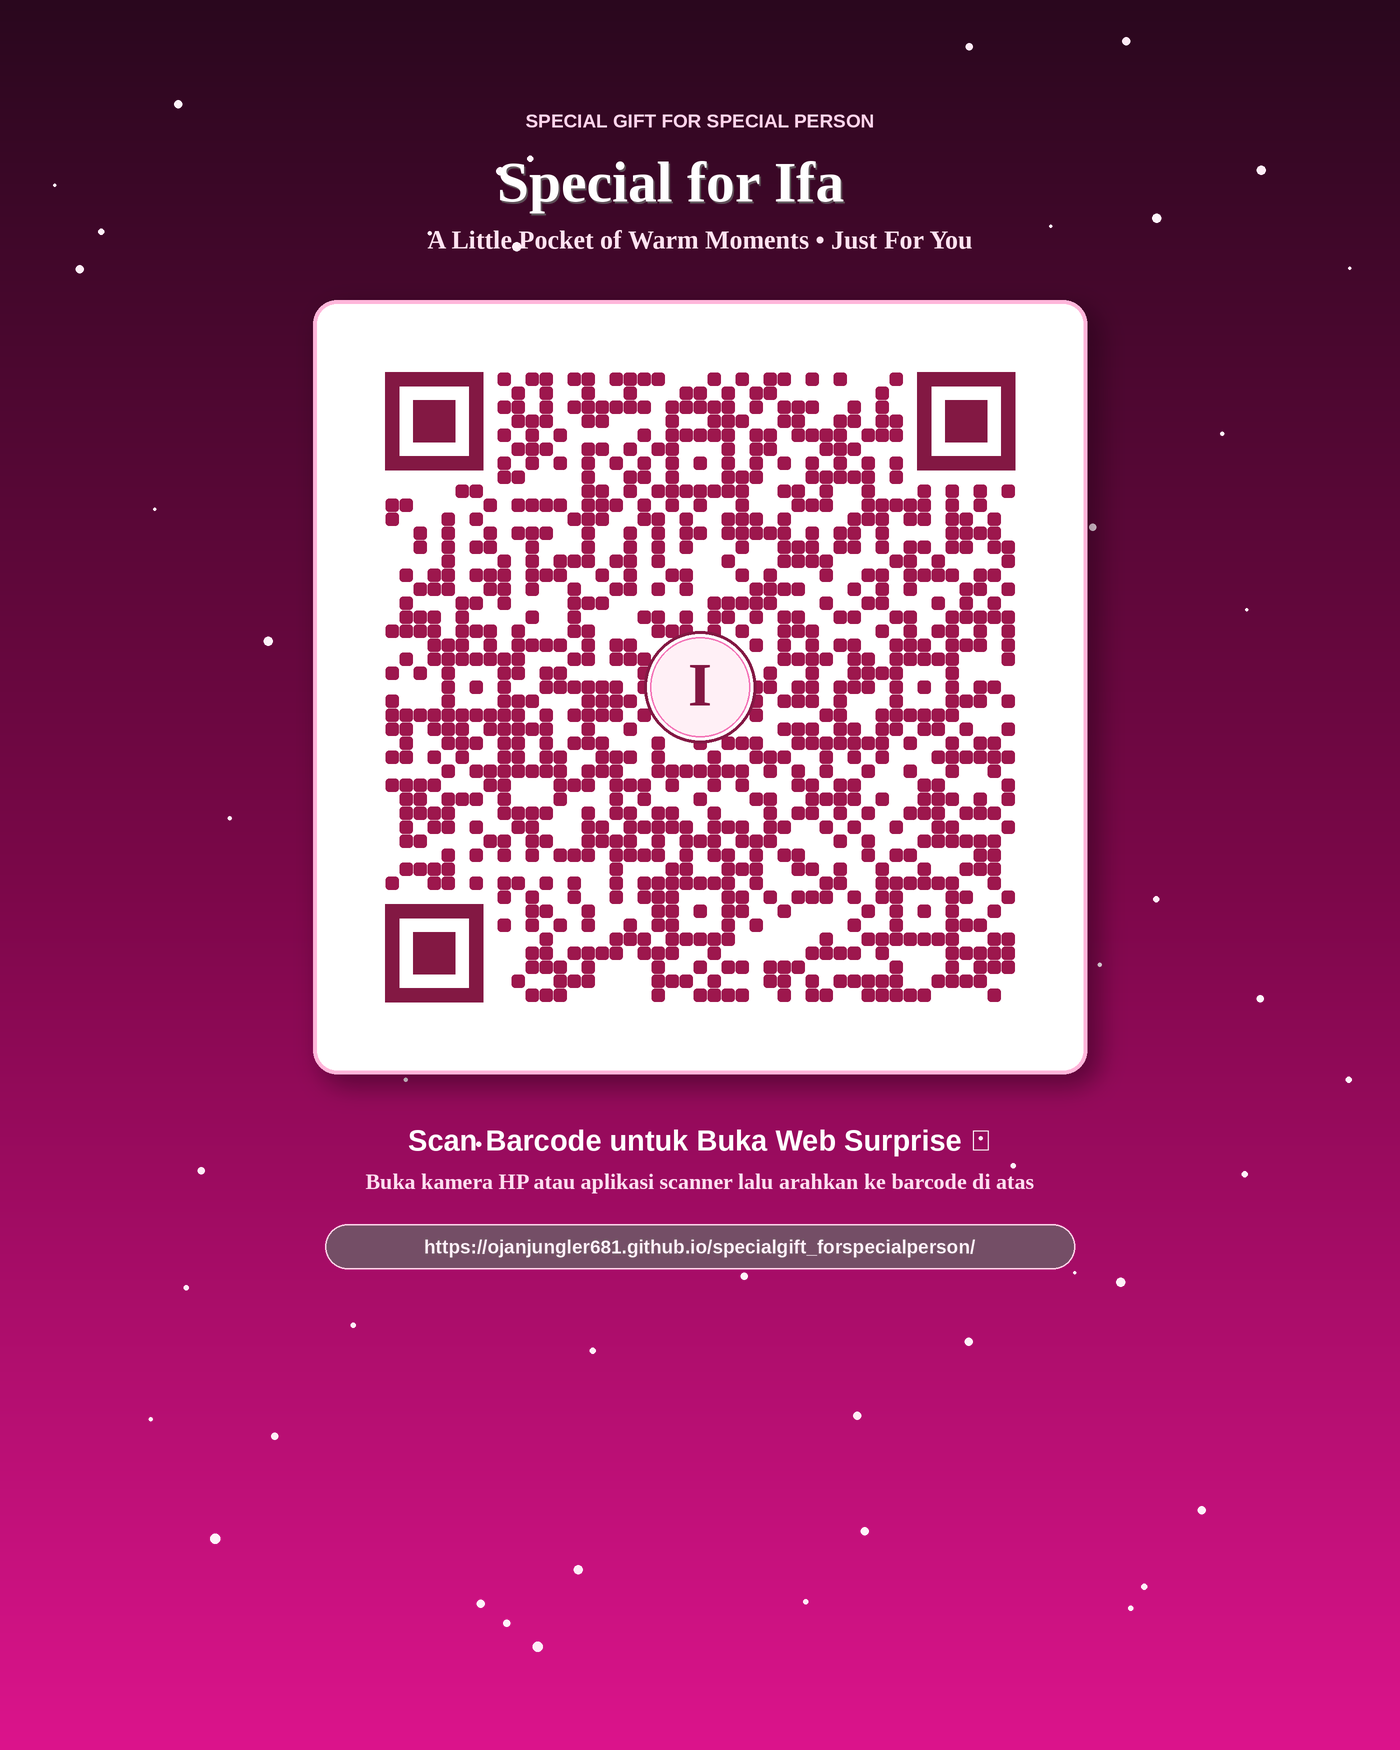 SPECIAL GIFT FOR SPECIAL PERSON
Special for Ifa
A Little Pocket of Warm Moments • Just For You
I
Scan Barcode untuk Buka Web Surprise
Buka kamera HP atau aplikasi scanner lalu arahkan ke barcode di atas
https://ojanjungler681.github.io/specialgift_forspecialperson/